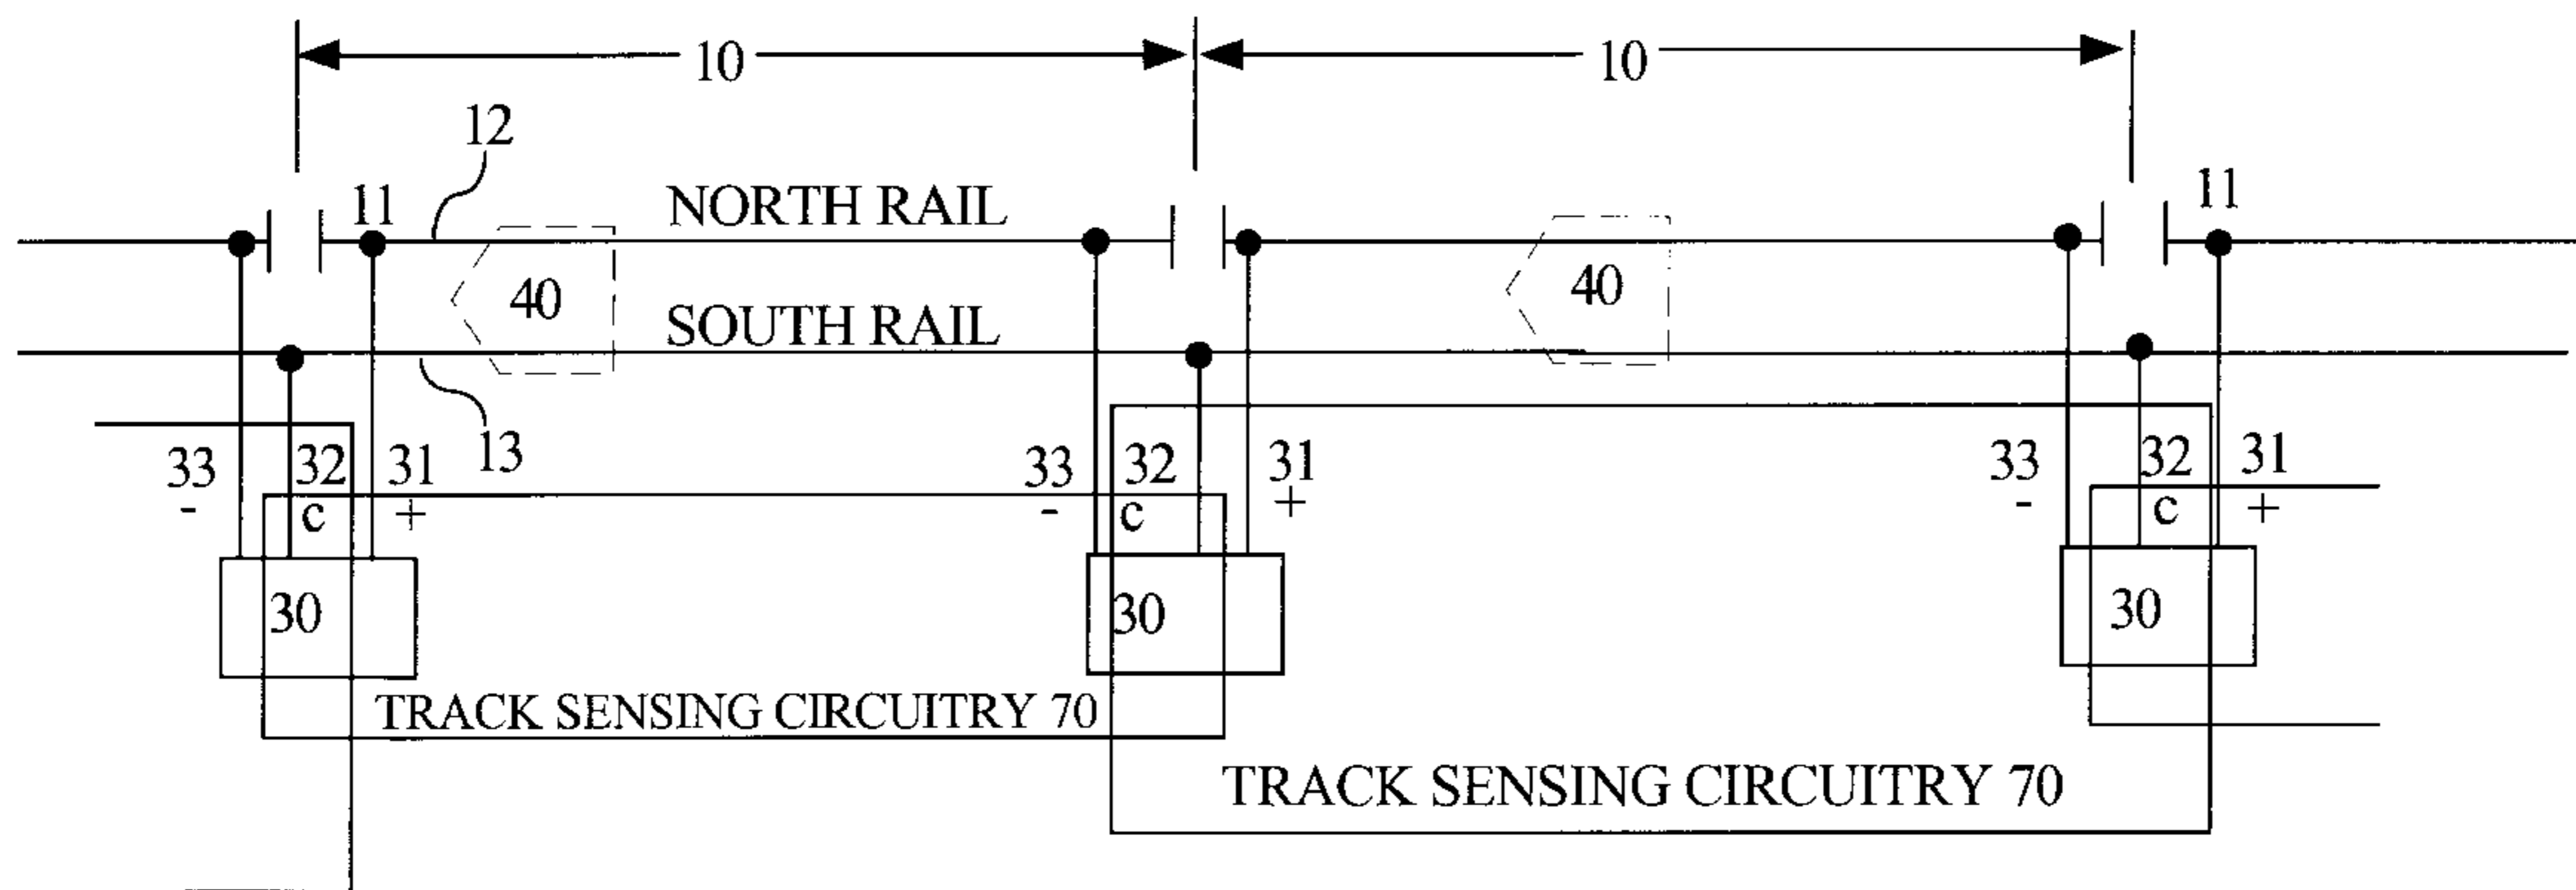 10 10
12
11 NORTH RAIL 11
40 40
SOUTH RAIL
13
33 32 31 33 32 31 33 32 31
- c + - c + - c +
30 30 30
TRACK SENSING CIRCUITRY 70
TRACK SENSING CIRCUITRY 70